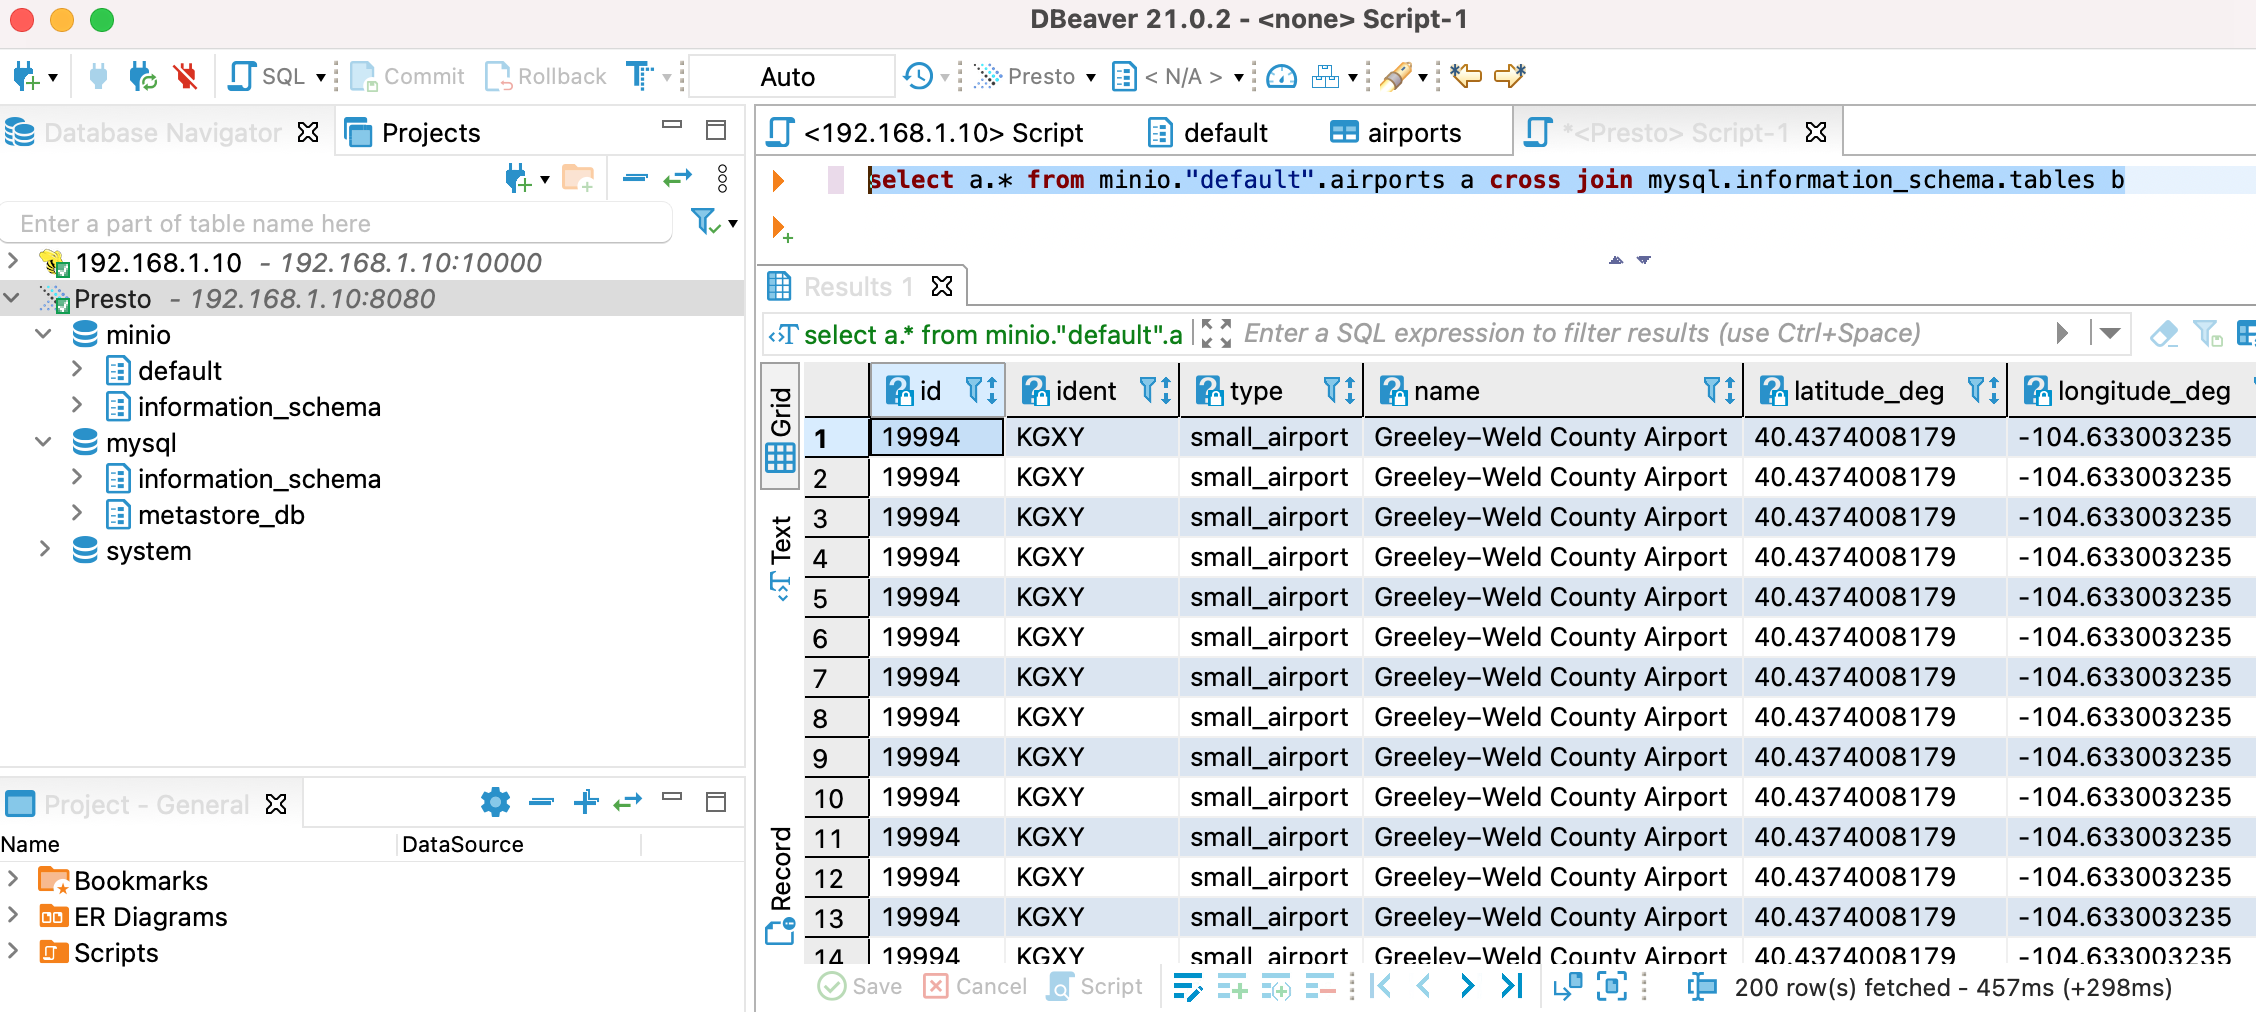 DBeaver 21.0.2 - <none> Script-1
SQL Commit Rollback Auto Presto < N/A >
Database Navigator Projects
<192.168.1.10> Script default airports *<Presto> Script-1
select a.* from minio."default".airports a cross join mysql.information_schema.tables b
Enter a part of table name here
192.168.1.10 - 192.168.1.10:10000
Presto - 192.168.1.10:8080
minio
default
information_schema
mysql
information_schema
metastore_db
system
Project - General
Name DataSource
Bookmarks
ER Diagrams
Scripts
Results 1
select a.* from minio."default".a Enter a SQL expression to filter results (use Ctrl+Space)
Grid
Text
Record
id ident type name latitude_deg longitude_deg
1 19994 KGXY small_airport Greeley–Weld County Airport 40.4374008179 -104.633003235
2 19994 KGXY small_airport Greeley–Weld County Airport 40.4374008179 -104.633003235
3 19994 KGXY small_airport Greeley–Weld County Airport 40.4374008179 -104.633003235
4 19994 KGXY small_airport Greeley–Weld County Airport 40.4374008179 -104.633003235
5 19994 KGXY small_airport Greeley–Weld County Airport 40.4374008179 -104.633003235
6 19994 KGXY small_airport Greeley–Weld County Airport 40.4374008179 -104.633003235
7 19994 KGXY small_airport Greeley–Weld County Airport 40.4374008179 -104.633003235
8 19994 KGXY small_airport Greeley–Weld County Airport 40.4374008179 -104.633003235
9 19994 KGXY small_airport Greeley–Weld County Airport 40.4374008179 -104.633003235
10 19994 KGXY small_airport Greeley–Weld County Airport 40.4374008179 -104.633003235
11 19994 KGXY small_airport Greeley–Weld County Airport 40.4374008179 -104.633003235
12 19994 KGXY small_airport Greeley–Weld County Airport 40.4374008179 -104.633003235
13 19994 KGXY small_airport Greeley–Weld County Airport 40.4374008179 -104.633003235
14 19994 KGXY small_airport Greeley–Weld County Airport 40.4374008179 -104.633003235
Save Cancel Script 200 row(s) fetched - 457ms (+298ms)